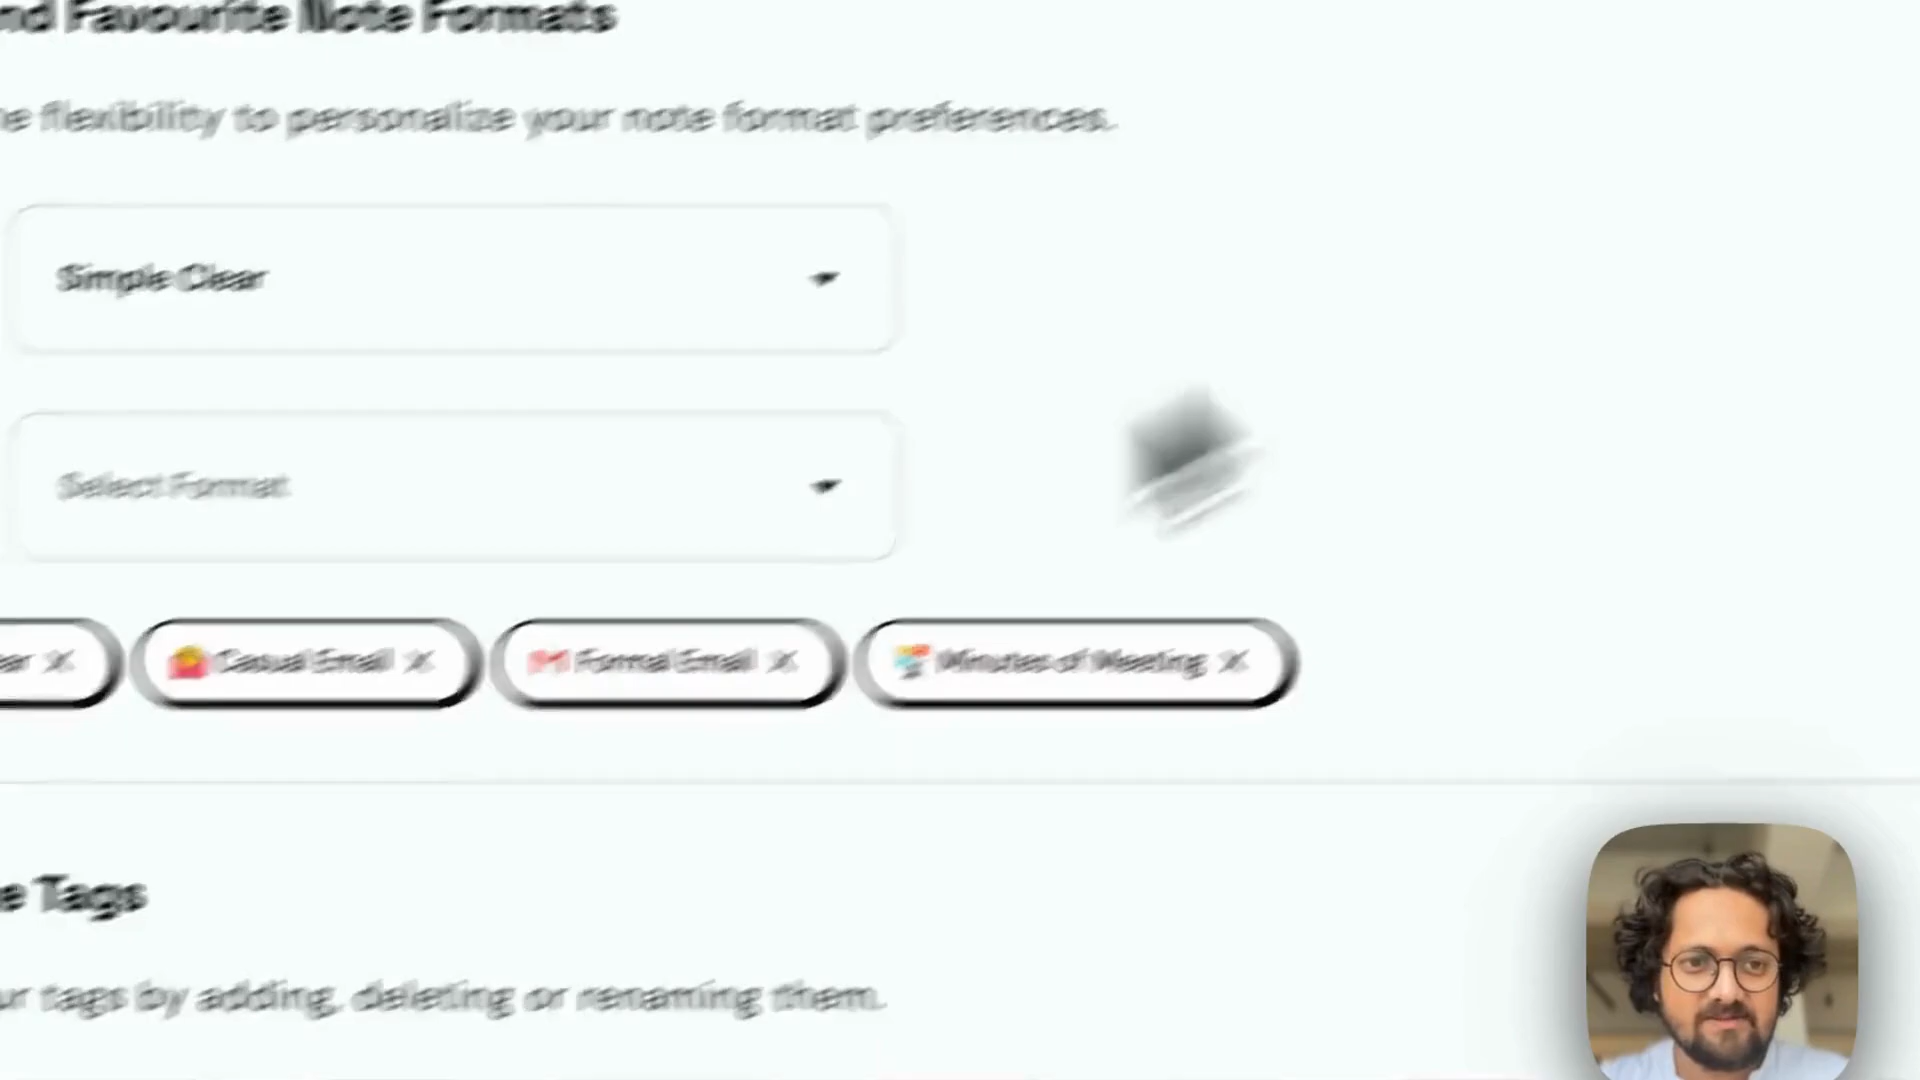 nd Favourite Note Formats
e flexibility to personalize your note format preferences.
Simple Clear
Select Format
ar X Casual Email X Formal Email X Minutes of Meeting X
e Tags
ur tags by adding, deleting or renaming them.